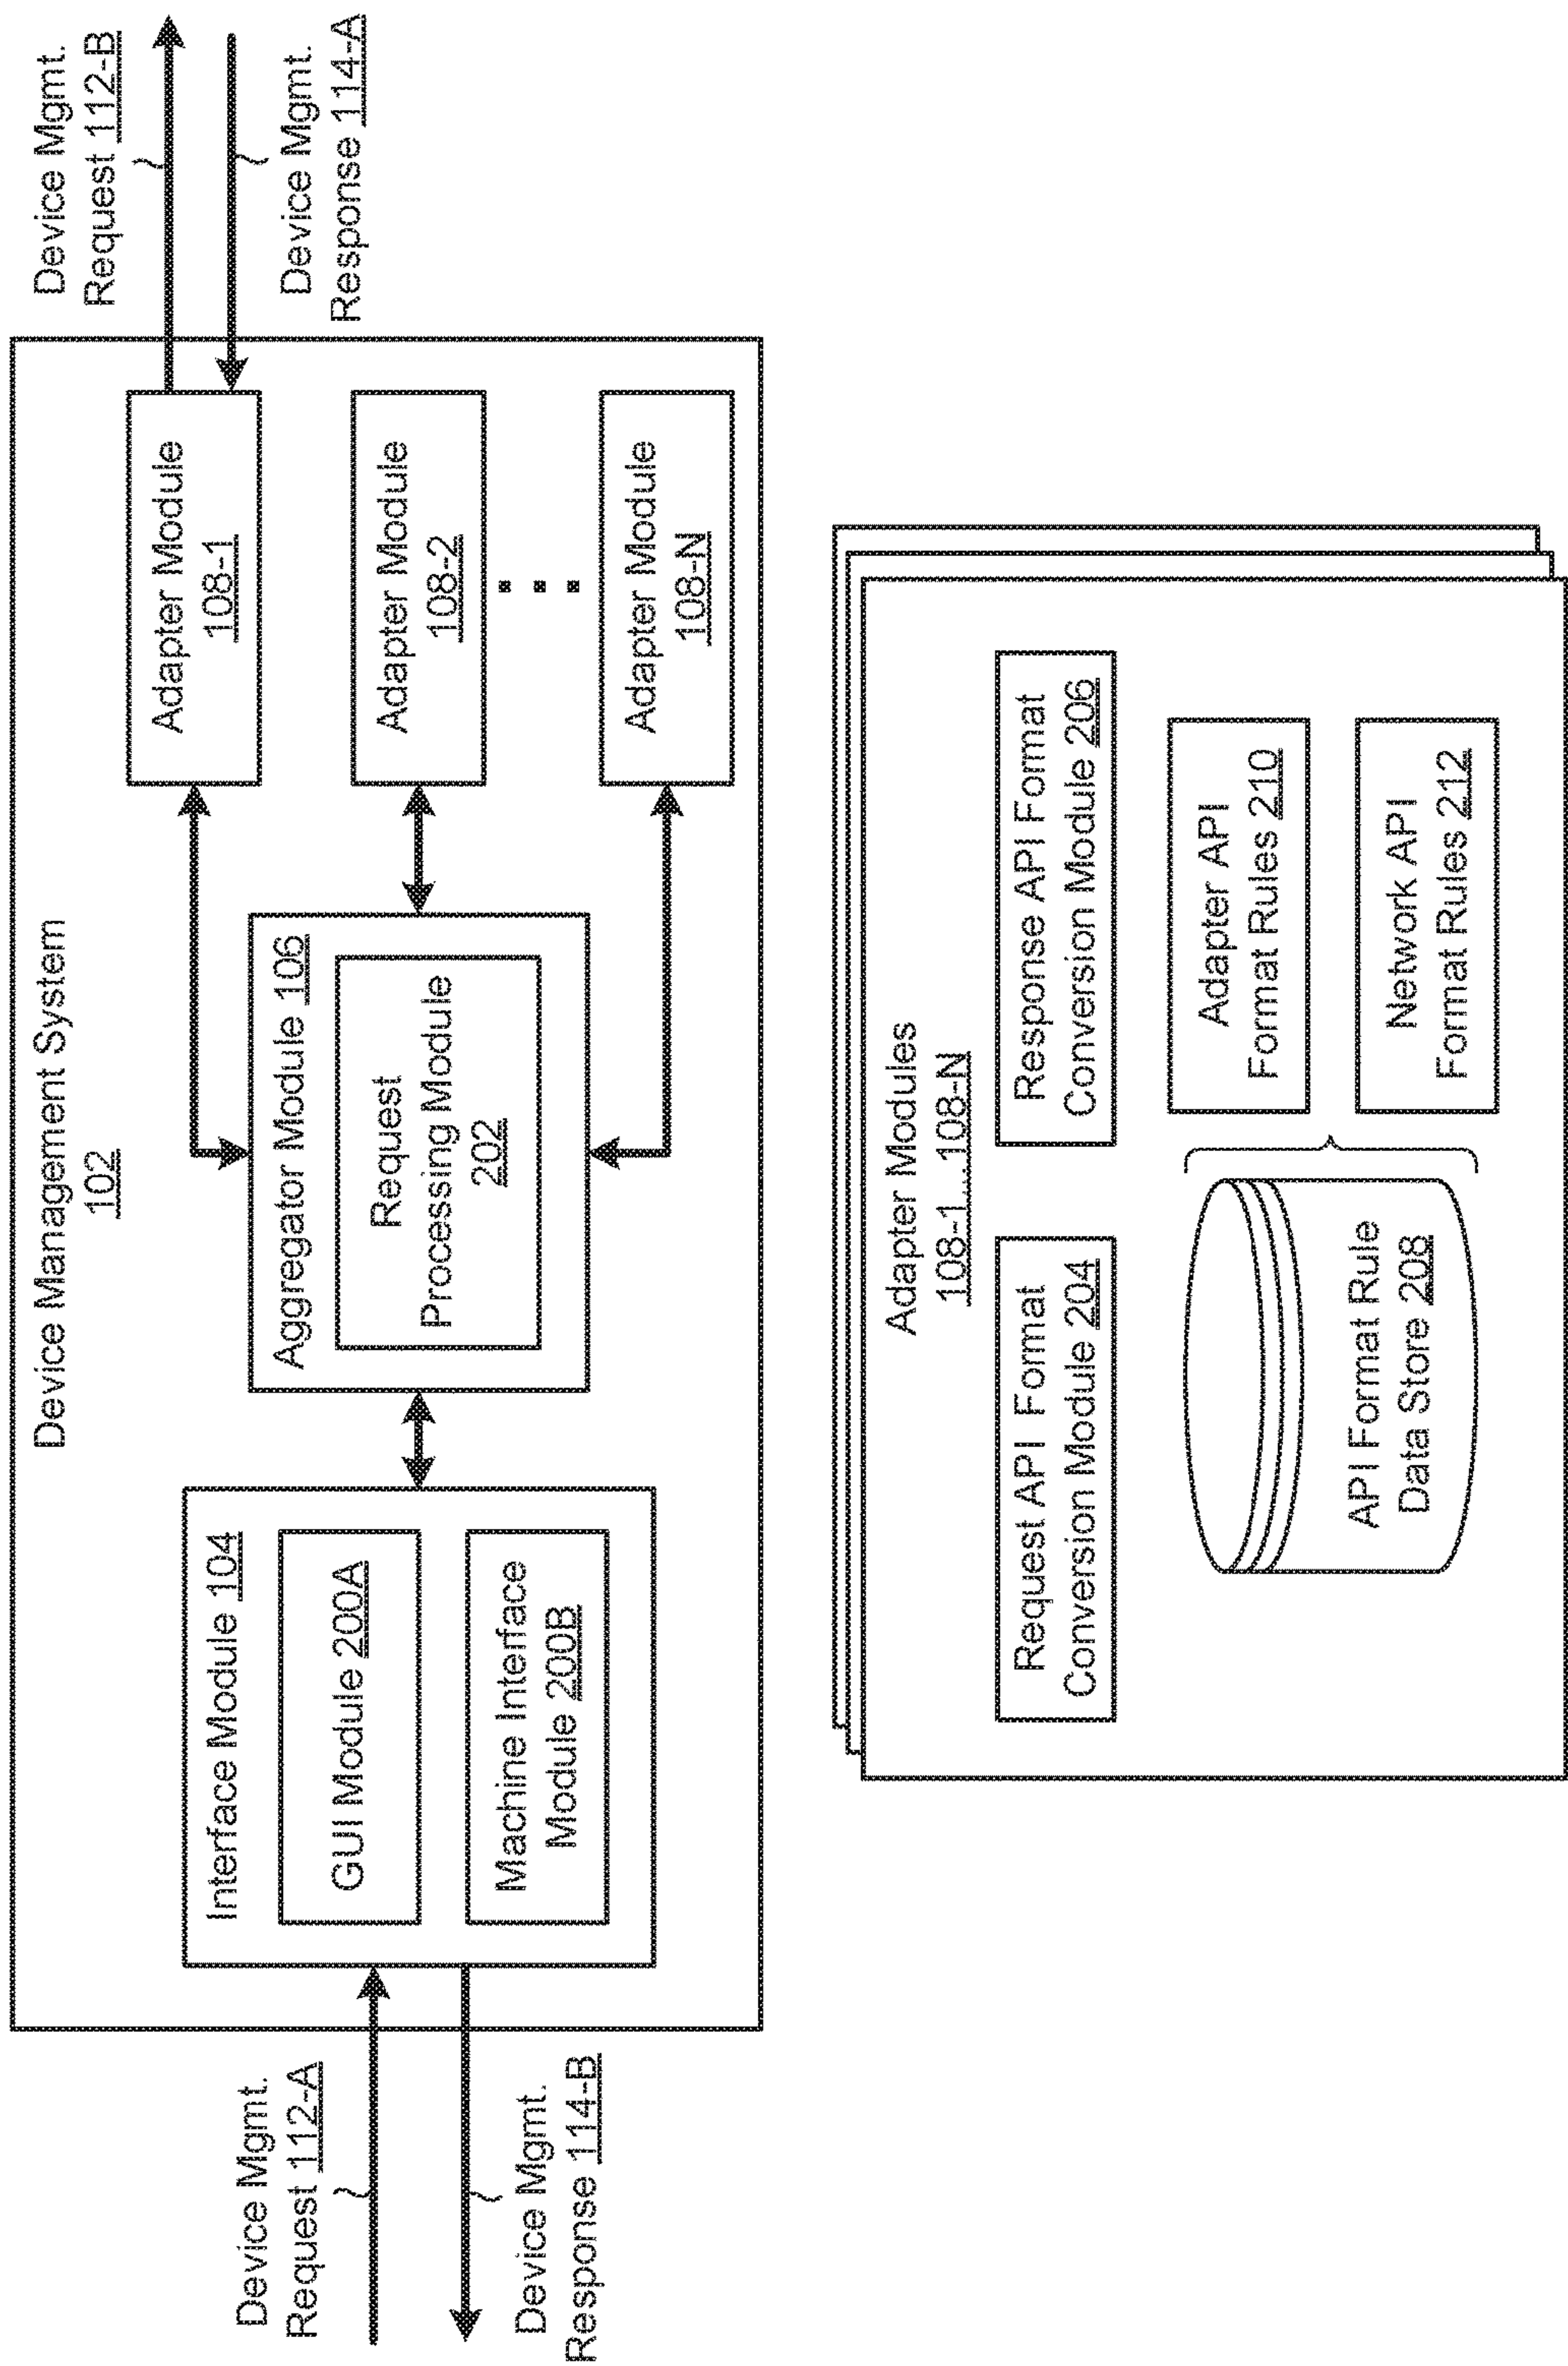 Device Management System
102
Device Mgmt.
Request 112-A
Device Mgmt.
Response 114-B
Interface Module 104
GUI Module 200A
Machine Interface
Module 200B
Aggregator Module 106
Request
Processing Module
202
Adapter Module
108-1
Adapter Module
108-2
Adapter Module
108-N
Device Mgmt.
Request 112-B
Device Mgmt.
Response 114-A
Adapter Modules
108-1...108-N
Request API Format
Conversion Module 204
Response API Format
Conversion Module 206
API Format Rule
Data Store 208
Adapter API
Format Rules 210
Network API
Format Rules 212